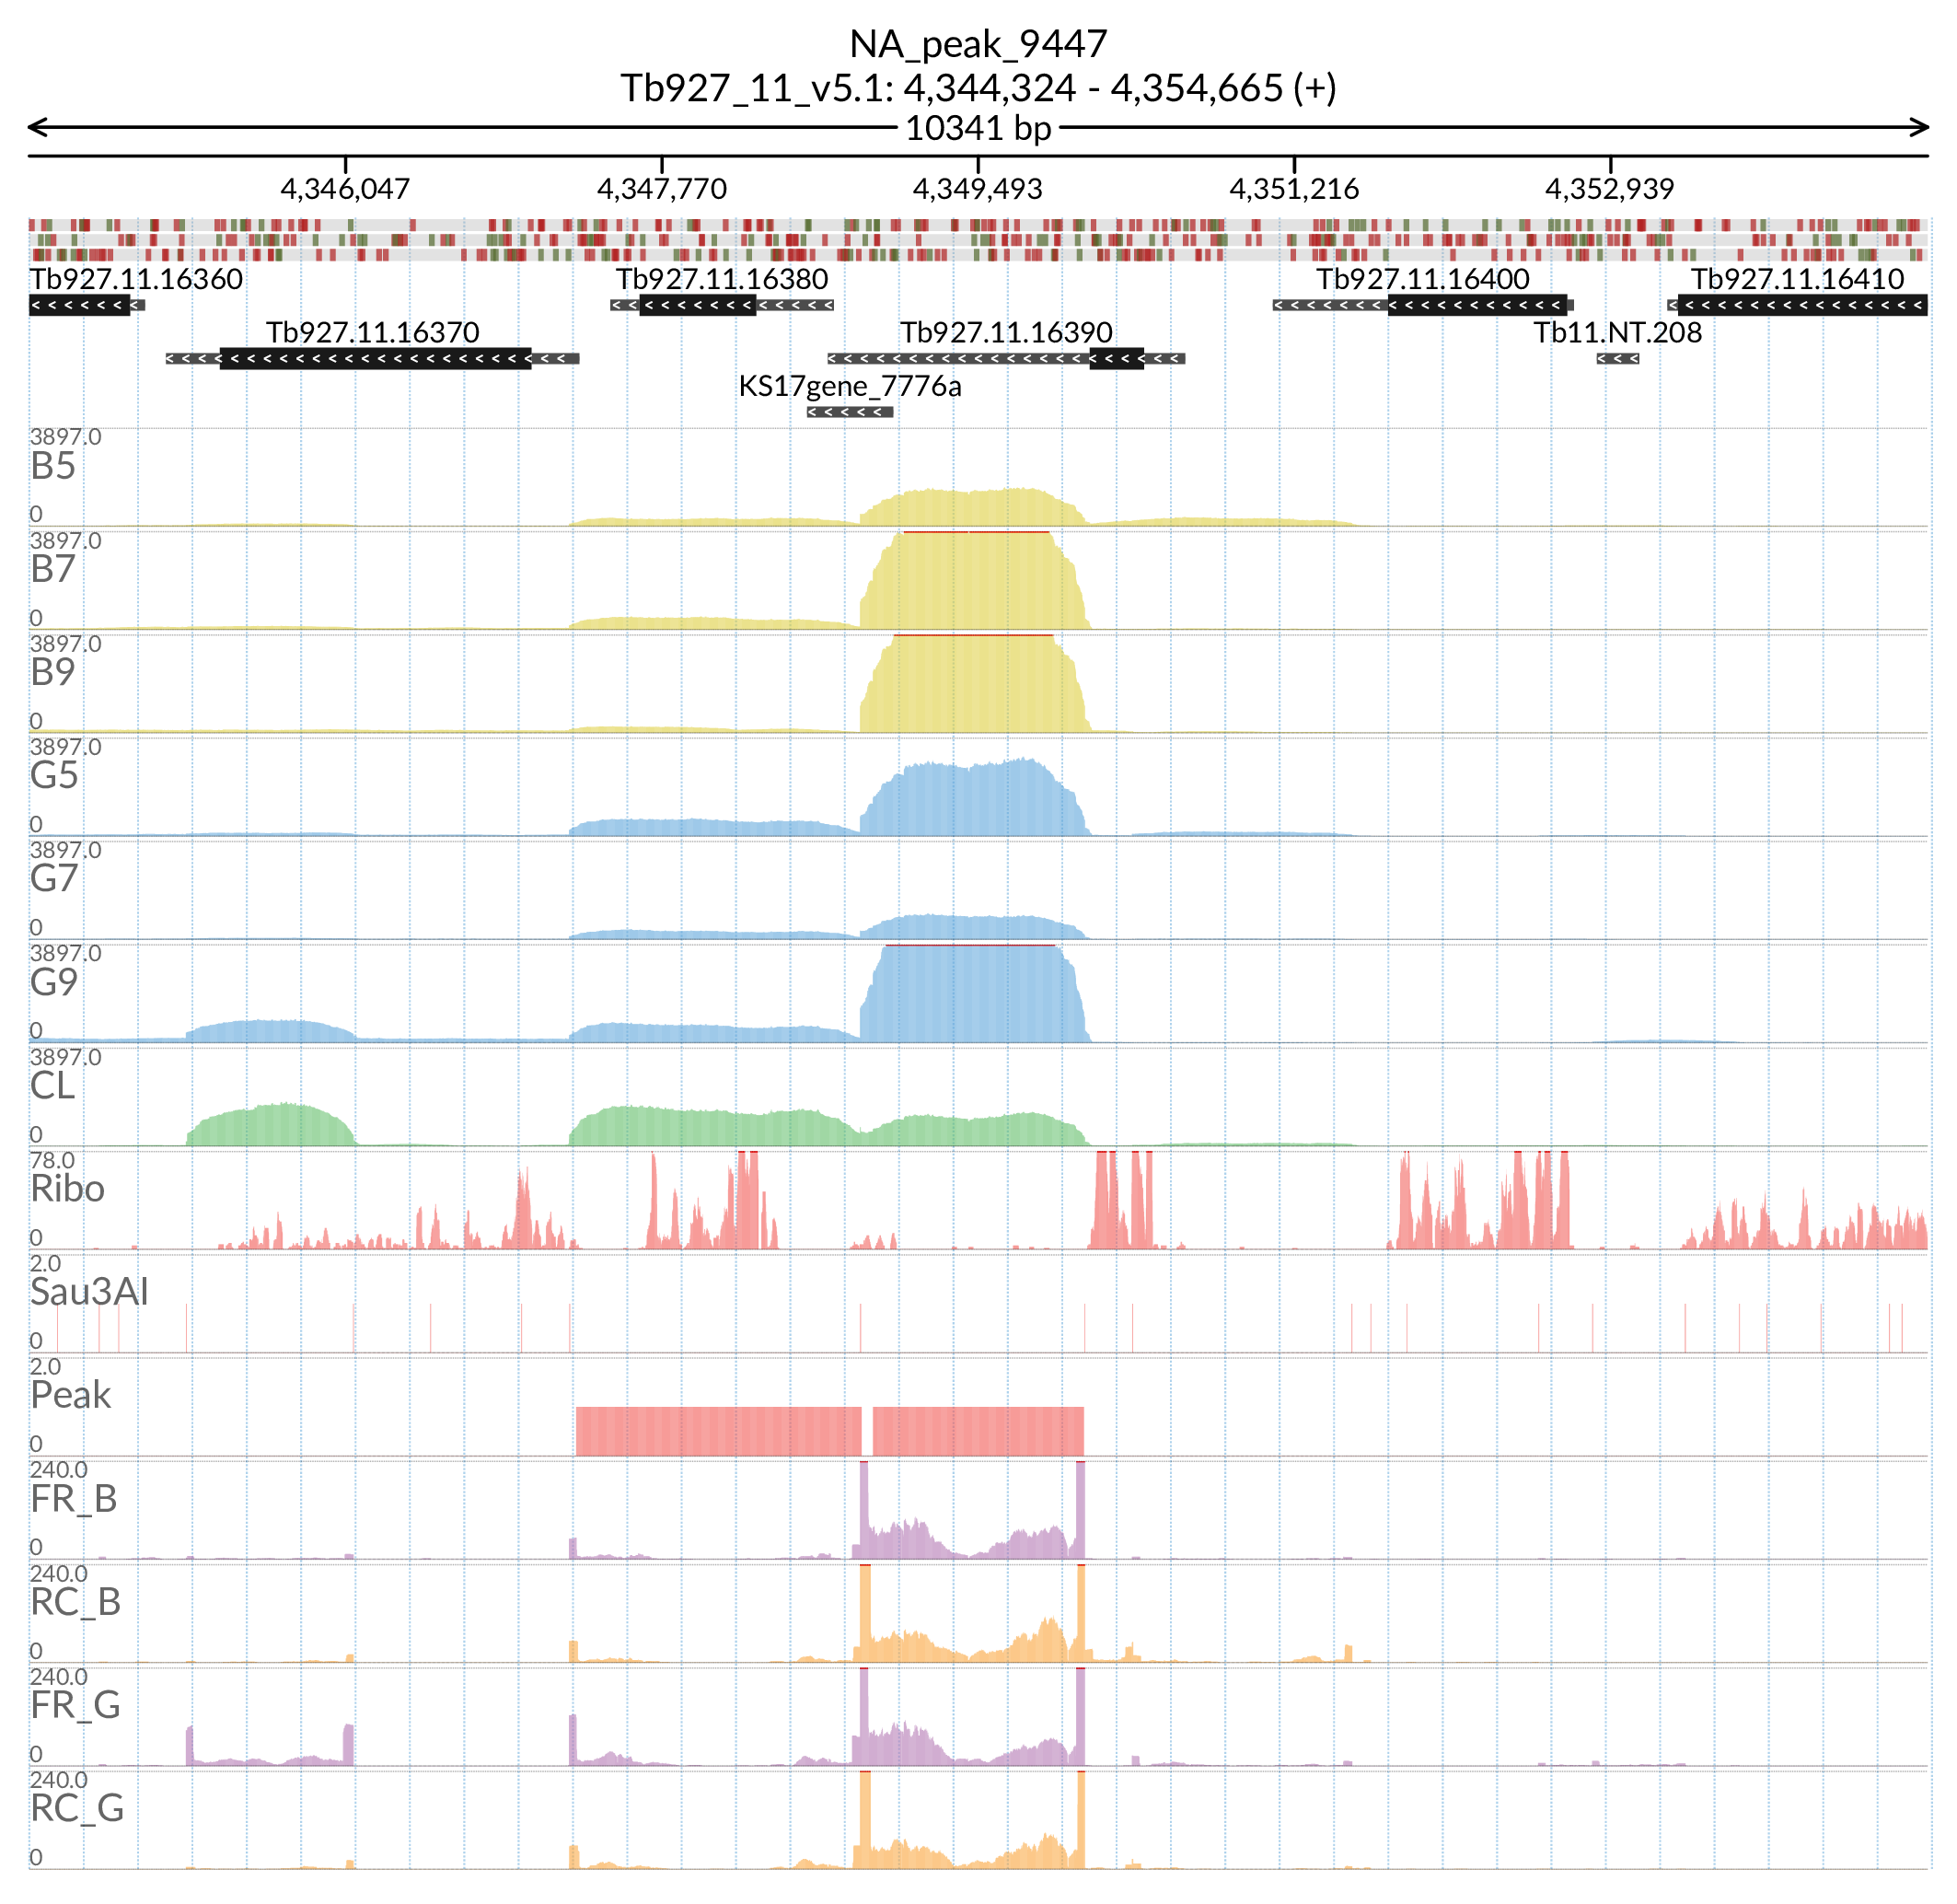 NA_peak_9447
Tb927_11_v5.1: 4,344,324 - 4,354,665 (+)
10341 bp
4,346,047 4,347,770 4,349,493 4,351,216 4,352,939
Tb927.11.16360 Tb927.11.16380 Tb927.11.16400 Tb927.11.16410
Tb927.11.16370 Tb927.11.16390 Tb11.NT.208
KS17gene_7776a
3897.0
B5
0
3897.0
B7
0
3897.0
B9
0
3897.0
G5
0
3897.0
G7
0
3897.0
G9
0
3897.0
CL
0
78.0
Ribo
0
2.0
Sau3AI
0
2.0
Peak
0
240.0
FR_B
0
240.0
RC_B
0
240.0
FR_G
0
240.0
RC_G
0